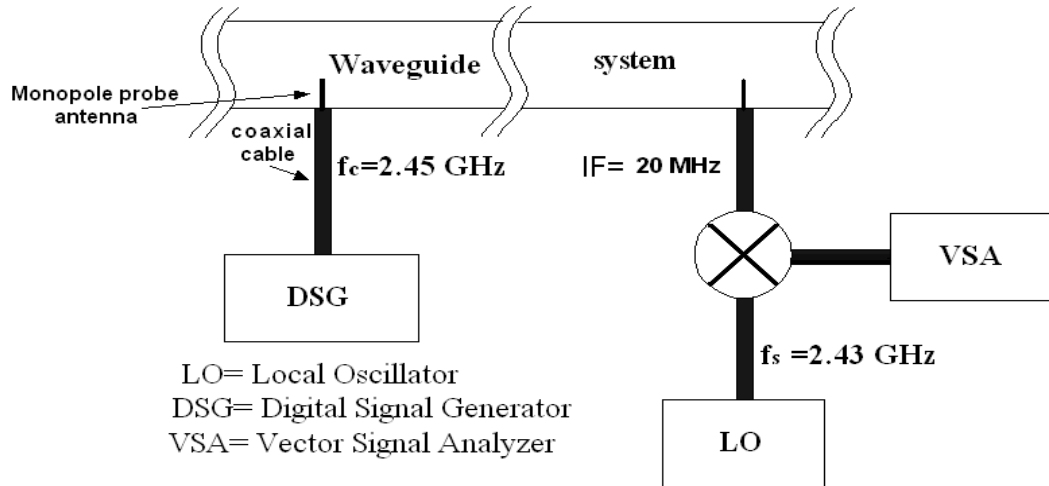 Waveguide system
Monopole probe
antenna
coaxial
cable
fc=2.45 GHz
IF= 20 MHz
DSG
VSA
fs =2.43 GHz
LO
LO= Local Oscillator
DSG= Digital Signal Generator
VSA= Vector Signal Analyzer